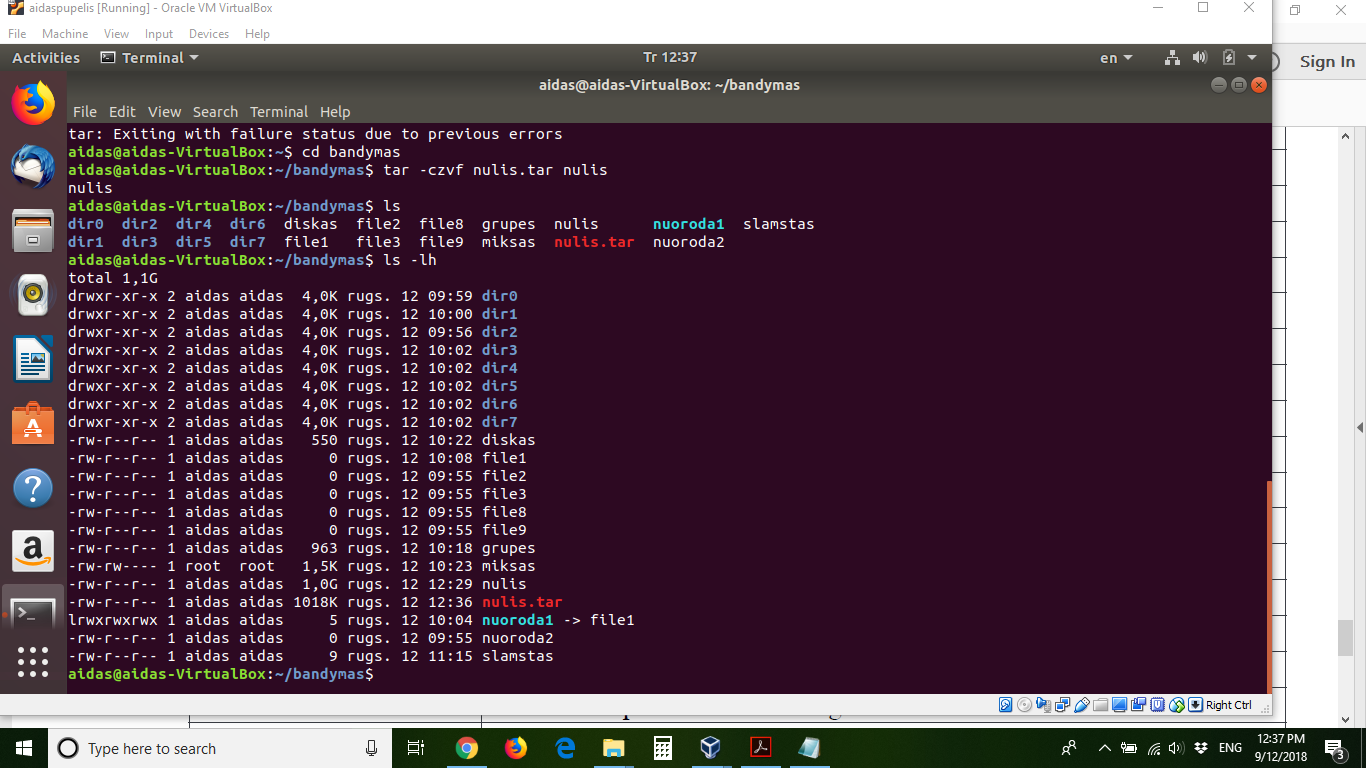 aidaspupelis [Running] - Oracle VM VirtualBox
File Machine View Input Devices Help
Activities Terminal Tr 12:37 en
Sign In
aidas@aidas-VirtualBox: ~/bandymas
File Edit View Search Terminal Help
tar: Exiting with failure status due to previous errors
aidas@aidas-VirtualBox:~$ cd bandymas
aidas@aidas-VirtualBox:~/bandymas$ tar -czvf nulis.tar nulis
nulis
aidas@aidas-VirtualBox:~/bandymas$ ls
dir0 dir2 dir4 dir6 diskas file2 file8 grupes nulis nuoroda1 slamstas
dir1 dir3 dir5 dir7 file1 file3 file9 miksas nulis.tar nuoroda2
aidas@aidas-VirtualBox:~/bandymas$ ls -lh
total 1,1G
drwxr-xr-x 2 aidas aidas 4,0K rugs. 12 09:59 dir0
drwxr-xr-x 2 aidas aidas 4,0K rugs. 12 10:00 dir1
drwxr-xr-x 2 aidas aidas 4,0K rugs. 12 09:56 dir2
drwxr-xr-x 2 aidas aidas 4,0K rugs. 12 10:02 dir3
drwxr-xr-x 2 aidas aidas 4,0K rugs. 12 10:02 dir4
drwxr-xr-x 2 aidas aidas 4,0K rugs. 12 10:02 dir5
drwxr-xr-x 2 aidas aidas 4,0K rugs. 12 10:02 dir6
drwxr-xr-x 2 aidas aidas 4,0K rugs. 12 10:02 dir7
-rw-r--r-- 1 aidas aidas 550 rugs. 12 10:22 diskas
-rw-r--r-- 1 aidas aidas 0 rugs. 12 10:08 file1
-rw-r--r-- 1 aidas aidas 0 rugs. 12 09:55 file2
-rw-r--r-- 1 aidas aidas 0 rugs. 12 09:55 file3
-rw-r--r-- 1 aidas aidas 0 rugs. 12 09:55 file8
-rw-r--r-- 1 aidas aidas 0 rugs. 12 09:55 file9
-rw-r--r-- 1 aidas aidas 963 rugs. 12 10:18 grupes
-rw-rw---- 1 root root 1,5K rugs. 12 10:23 miksas
-rw-r--r-- 1 aidas aidas 1,0G rugs. 12 12:29 nulis
-rw-r--r-- 1 aidas aidas 1018K rugs. 12 12:36 nulis.tar
lrwxrwxrwx 1 aidas aidas 5 rugs. 12 10:04 nuoroda1 -> file1
-rw-r--r-- 1 aidas aidas 0 rugs. 12 09:55 nuoroda2
-rw-r--r-- 1 aidas aidas 9 rugs. 12 11:15 slamstas
aidas@aidas-VirtualBox:~/bandymas$
Right Ctrl
Type here to search
ENG
12:37 PM
9/12/2018
3